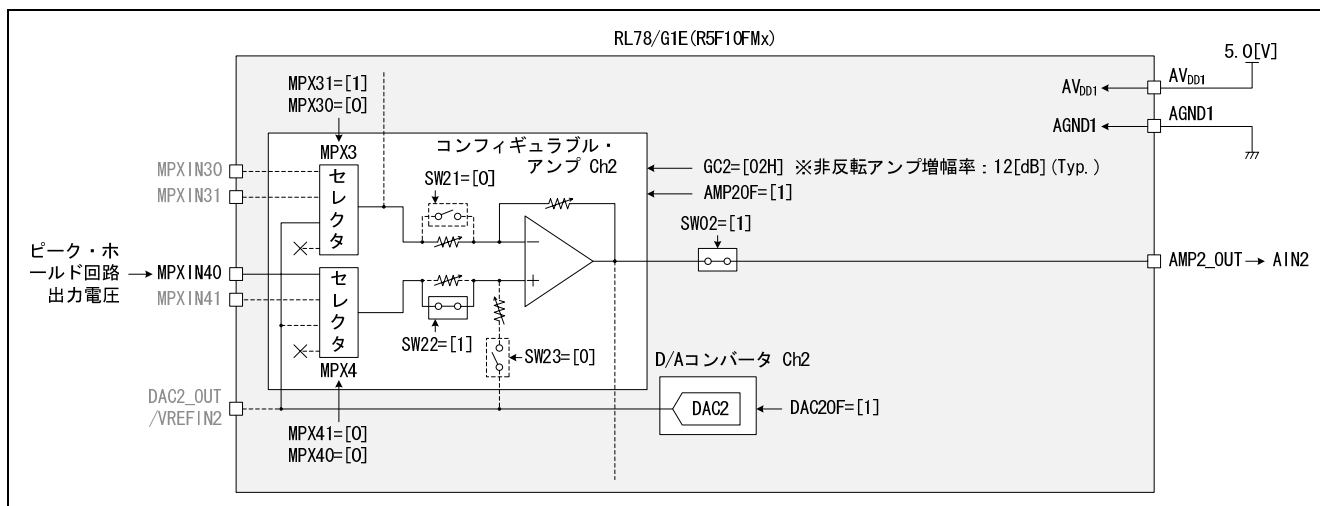 RL78/G1E(R5F10FMx)
5.0[V]
MPX31=[1]
MPX30=[0]
AVDD1
AVDD1
AGND1
AGND1
MPX3
コンフィギュラブル・
アンプ Ch2
GC2=[02H] ※非反転アンプ増幅率：12[dB](Typ.)
MPXIN30
セレクタ
SW21=[0]
AMP2OF=[1]
MPXIN31
SW02=[1]
－
ピーク・ホ
ールド回路
出力電圧
MPXIN40
セレクタ
＋
AMP2_OUT
AIN2
MPXIN41
SW22=[1]
SW23=[0]
D/Aコンバータ Ch2
MPX4
DAC2_OUT
/VREFIN2
DAC2
DAC2OF=[1]
MPX41=[0]
MPX40=[0]